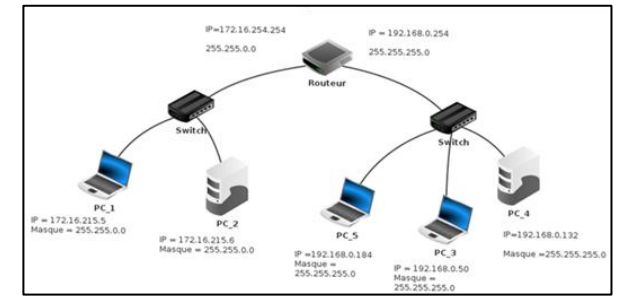 IP=172.16.254.254
255.255.0.0
IP = 192.168.0.254
255.255.255.0
Routeur
Switch
Switch
PC_1
IP = 172.16.215.5
Masque = 255.255.0.0
PC_2
IP = 172.16.215.6
Masque = 255.255.0.0
PC_5
IP=192.168.0.184
Masque =
255.255.255.0
PC_3
IP = 192.168.0.50
Masque =
255.255.255.0
PC_4
IP=192.168.0.132
Masque =255.255.255.0